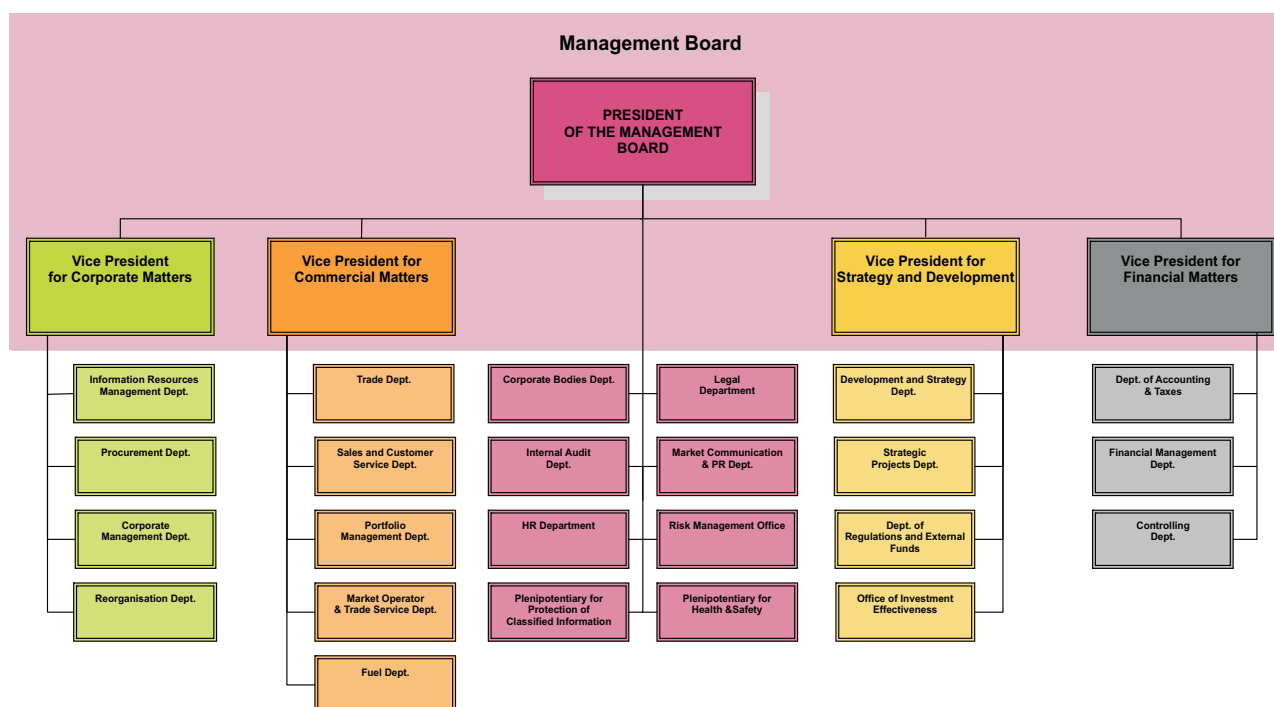 Management Board
PRESIDENT
OF THE MANAGEMENT
BOARD
Vice President
for Corporate Matters
Vice President for
Commercial Matters
Vice President for
Strategy and Development
Vice President for
Financial Matters
Information Resources
Management Dept.
Trade Dept.
Corporate Bodies Dept.
Legal
Department
Development and Strategy
Dept.
Dept. of Accounting
& Taxes
Procurement Dept.
Sales and Customer
Service Dept.
Internal Audit
Dept.
Market Communication
& PR Dept.
Strategic
Projects Dept.
Financial Management
Dept.
Corporate
Management Dept.
Portfolio
Management Dept.
HR Department
Risk Management Office
Dept. of
Regulations and External
Funds
Controlling
Dept.
Reorganisation Dept.
Market Operator
& Trade Service Dept.
Plenipotentiary for
Protection of
Classified Information
Plenipotentiary for
Health &Safety
Office of Investment
Effectiveness
Fuel Dept.